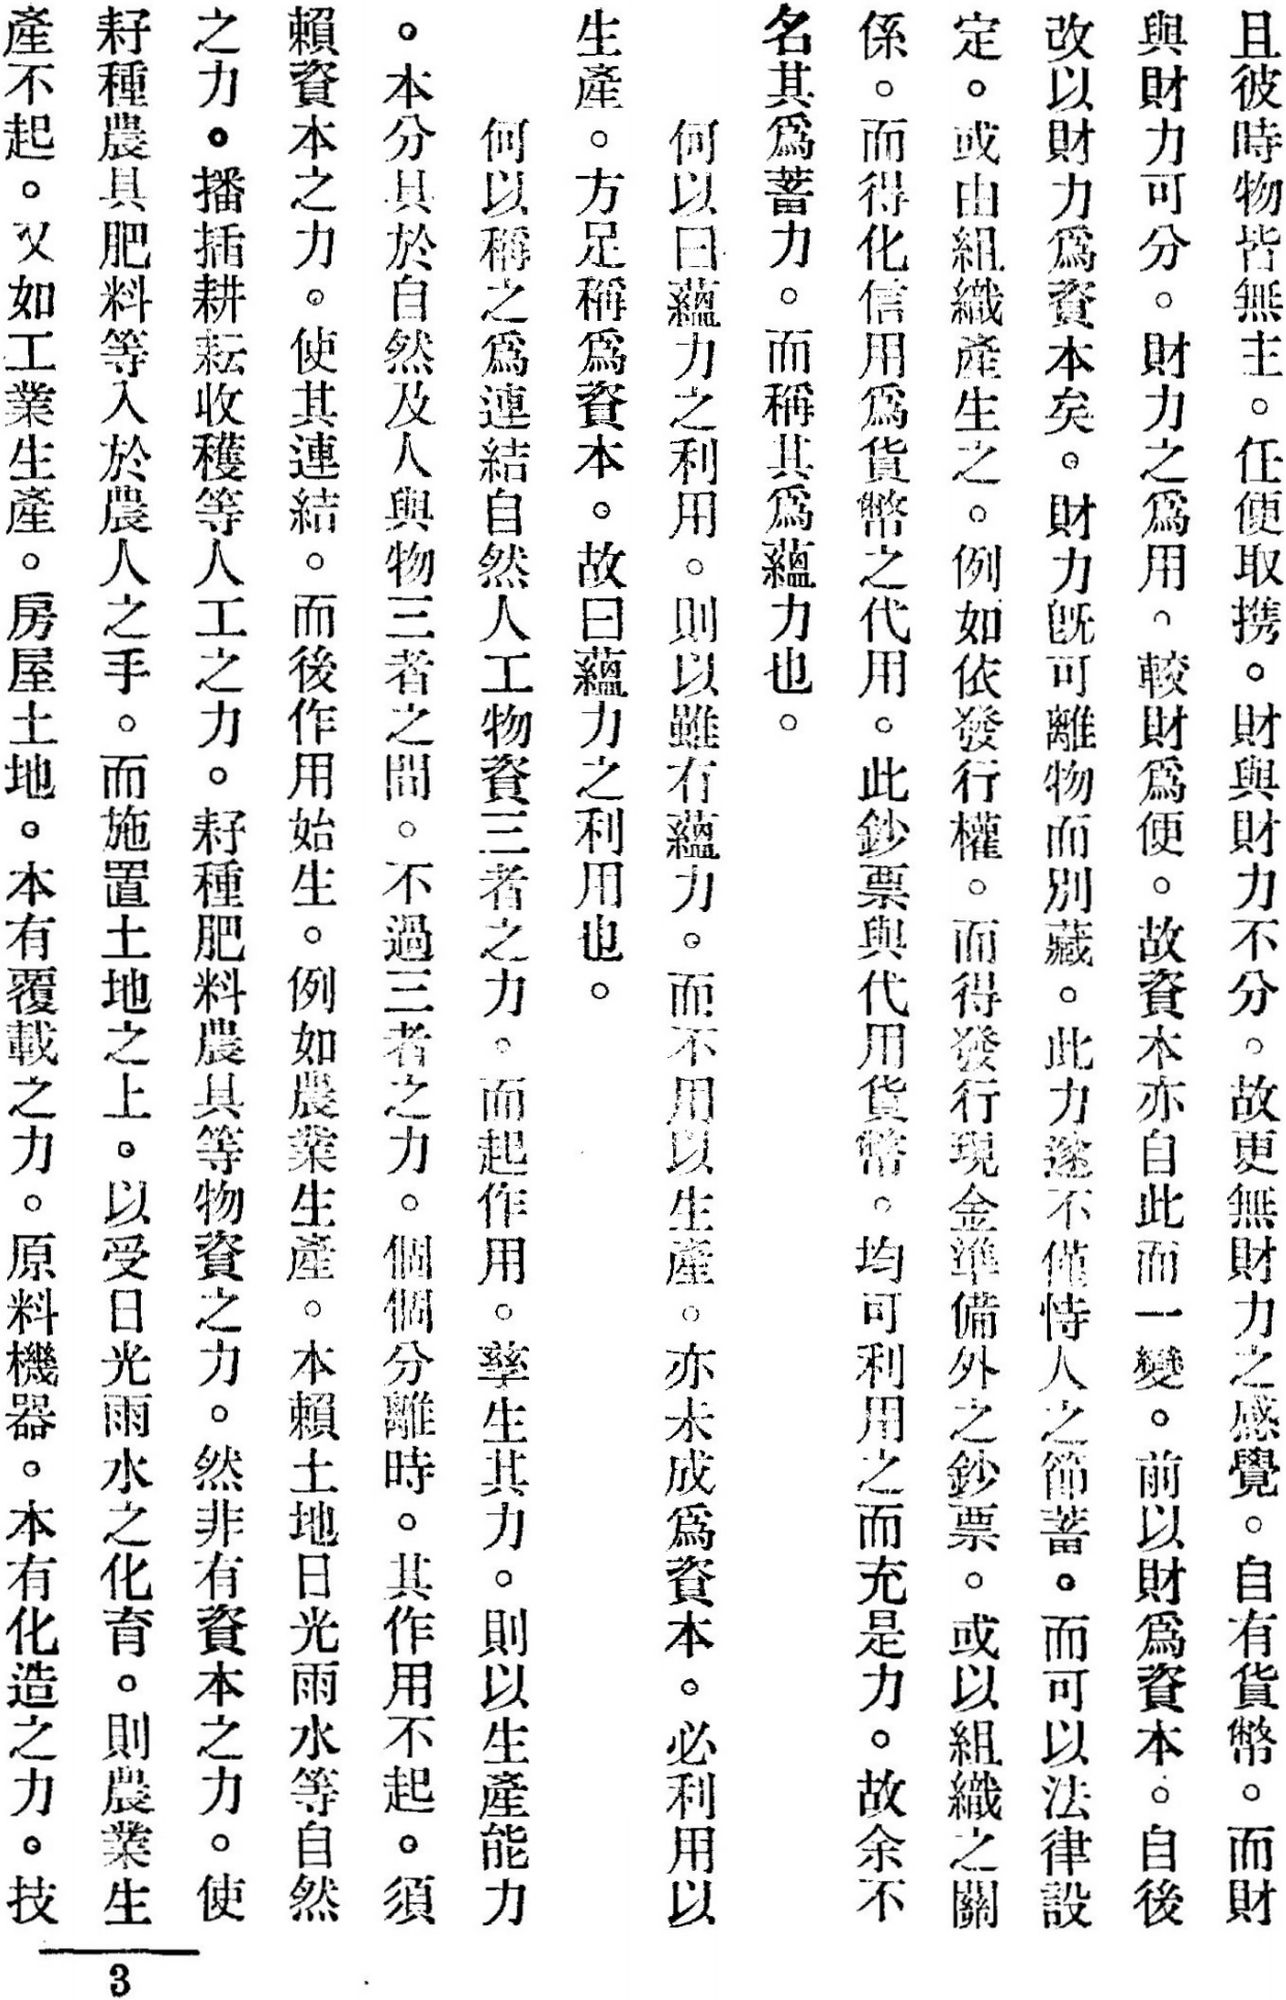 且彼時物皆無主。任便取携。財與財力不分。故更無財力之感覺。自有貨幣。而財
與財力可分。財力之爲用。較財爲便。故資本亦自此而一變。前以財爲資本。自後
改以財力爲資本矣。財力旣可離物而別藏。此力遂不僅恃人之節蓄。而可以法律設
定。或由組織產生之。例如依發行權。而得發行現金準備外之鈔票。或以組織之關
係。而得化信用爲貨幣之代用。此鈔票與代用貨幣。均可利用之而充是力。故余不
名其爲蓄力。而稱其爲蘊力也。
何以曰蘊力之利用。則以雖有蘊力。而不用以生產。亦未成爲資本。必利用以
生產。方足稱爲資本。故曰蘊力之利用也。
何以稱之爲連結自然人工物資三者之力。而起作用。孳生其力。則以生產能力
。本分具於自然及人與物三者之間。不過三者之力。個個分離時。其作用不起。須
賴資本之力。使其連結。而後作用始生。例如農業生產。本賴土地日光雨水等自然
之力。播插耕耘收穫等人工之力。籽種肥料農具等物資之力。然非有資本之力。使
籽種農具肥料等入於農人之手。而施置土地之上。以受日光雨水之化育。則農業生
產不起。又如工業生產。房屋土地。本有覆載之力。原料機器。本有化造之力。技
3